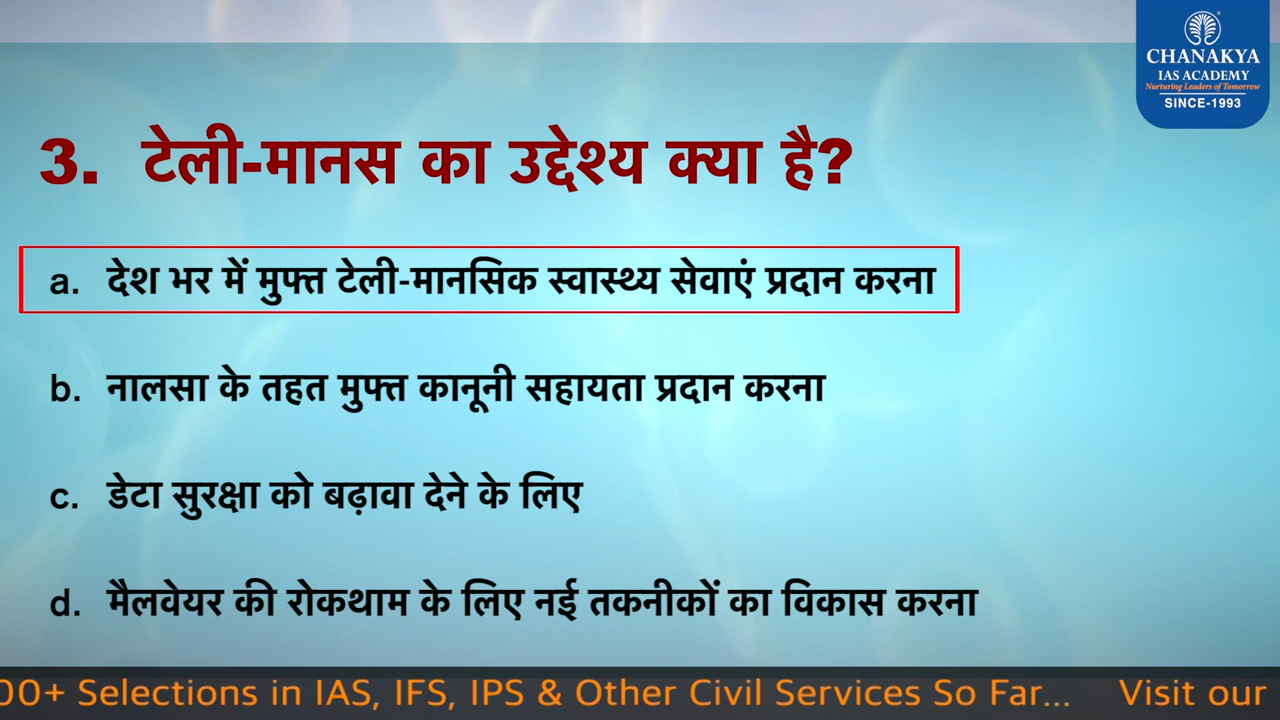 CHANAKYA
IAS ACADEMY
Nurturing Leaders of Tomorrow
SINCE-1993
3. टेली-मानस का उद्देश्य क्या है?
a. देश भर में मुफ्त टेली-मानसिक स्वास्थ्य सेवाएं प्रदान करना
b. नालसा के तहत मुफ्त कानूनी सहायता प्रदान करना
c. डेटा सुरक्षा को बढ़ावा देने के लिए
d. मैलवेयर की रोकथाम के लिए नई तकनीकों का विकास करना
00+ Selections in IAS, IFS, IPS & Other Civil Services So Far... Visit our